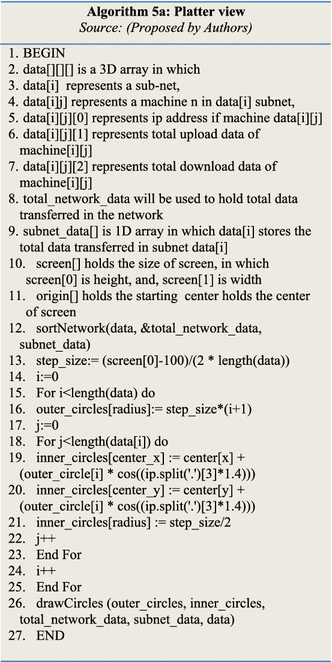 Algorithm 5a: Platter view
Source: (Proposed by Authors)
1. BEGIN
2. data[][][] is a 3D array in which
3. data[i] represents a sub-net,
4. data[i]j] represents a machine n in data[i] subnet,
5. data[i][j][0] represents ip address if machine data[i][j]
6. data[i][j][1] represents total upload data of
machine[i][j]
7. data[i][j][2] represents total download data of
machine[i][j]
8. total_network_data will be used to hold total data
transferred in the network
9. subnet_data[] is 1D array in which data[i] stores the
total data transferred in subnet data[i]
10. screen[] holds the size of screen, in which
screen[0] is height, and, screen[1] is width
11. origin[] holds the starting center holds the center
of screen
12. sortNetwork(data, &total_network_data,
subnet_data)
13. step_size:= (screen[0]-100)/(2 * length(data))
14. i:=0
15. For i<length(data) do
16. outer_circles[radius]:= step_size*(i+1)
17. j:=0
18. For j<length(data[i]) do
19. inner_circles[center_x] := center[x] +
(outer_circle[i] * cos((ip.split('.')[3]*1.4)))
20. inner_circles[center_y] := center[y] +
(outer_circle[i] * cos((ip.split('.')[3]*1.4)))
21. inner_circles[radius] := step_size/2
22. j++
23. End For
24. i++
25. End For
26. drawCircles (outer_circles, inner_circles,
total_network_data, subnet_data, data)
27. END